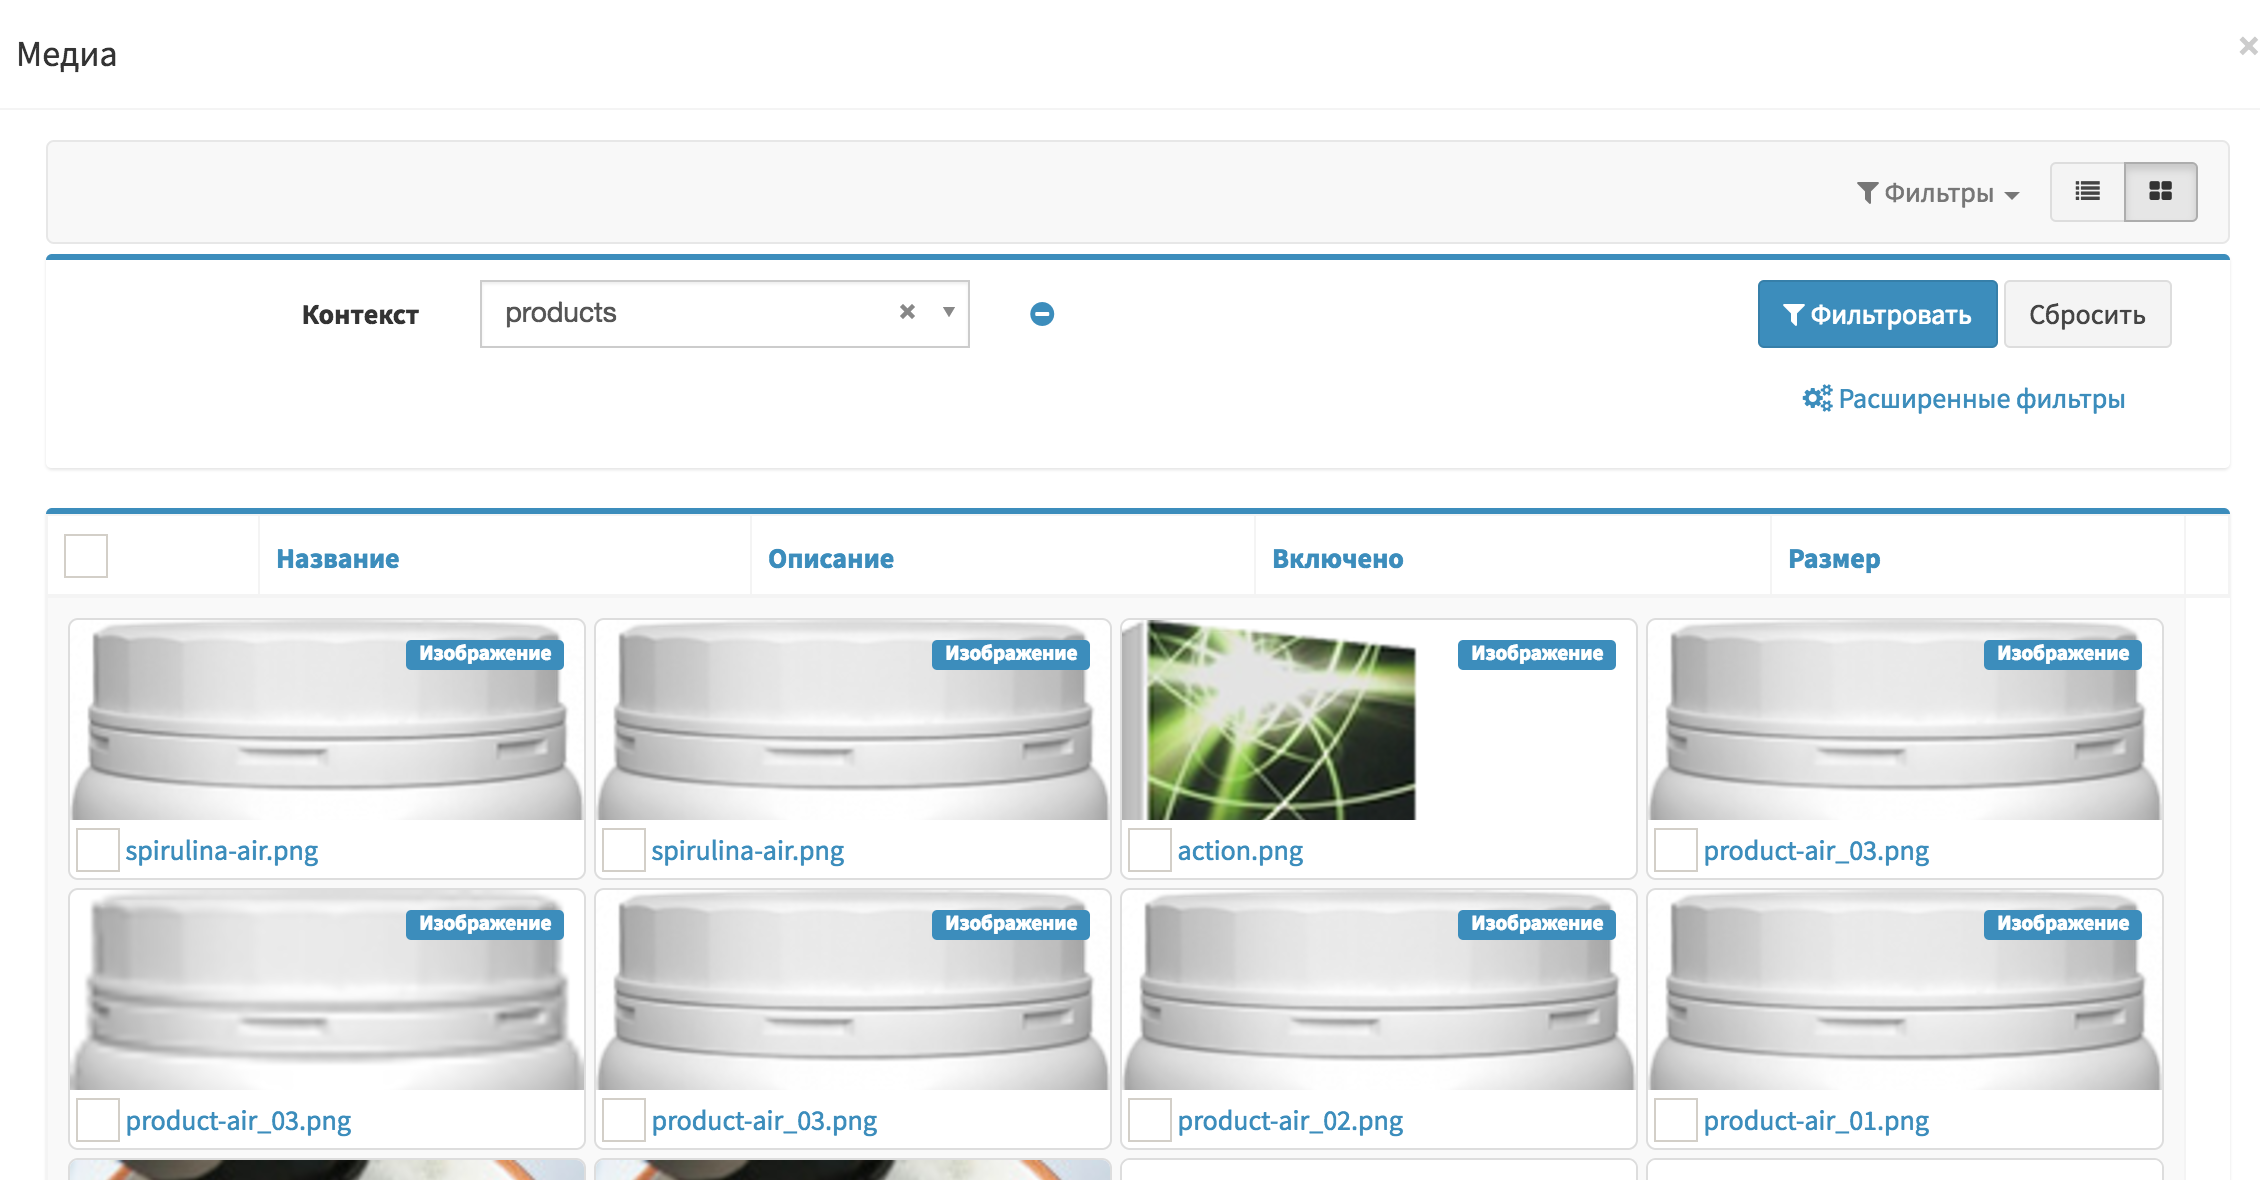 Медиа
Фильтры
Контекст products Фильтровать Сбросить
Расширенные фильтры
Название Описание Включено Размер
Изображение Изображение Изображение Изображение
spirulina-air.png spirulina-air.png action.png product-air_03.png
Изображение Изображение Изображение Изображение
product-air_03.png product-air_03.png product-air_02.png product-air_01.png